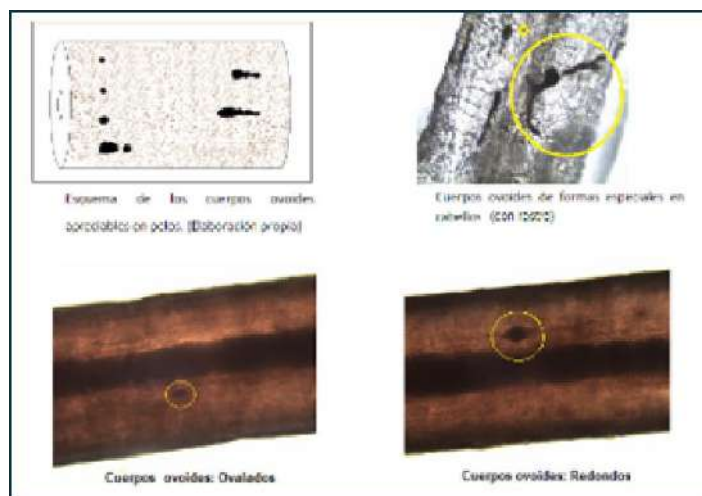 Esquema de los cuerpos ovoides
apreciables en pelos. (Elaboración propia)
Cuerpos ovoides de formas especiales en
cabellos (con rastro)
Cuerpos ovoides: Ovalados
Cuerpos ovoides: Redondos